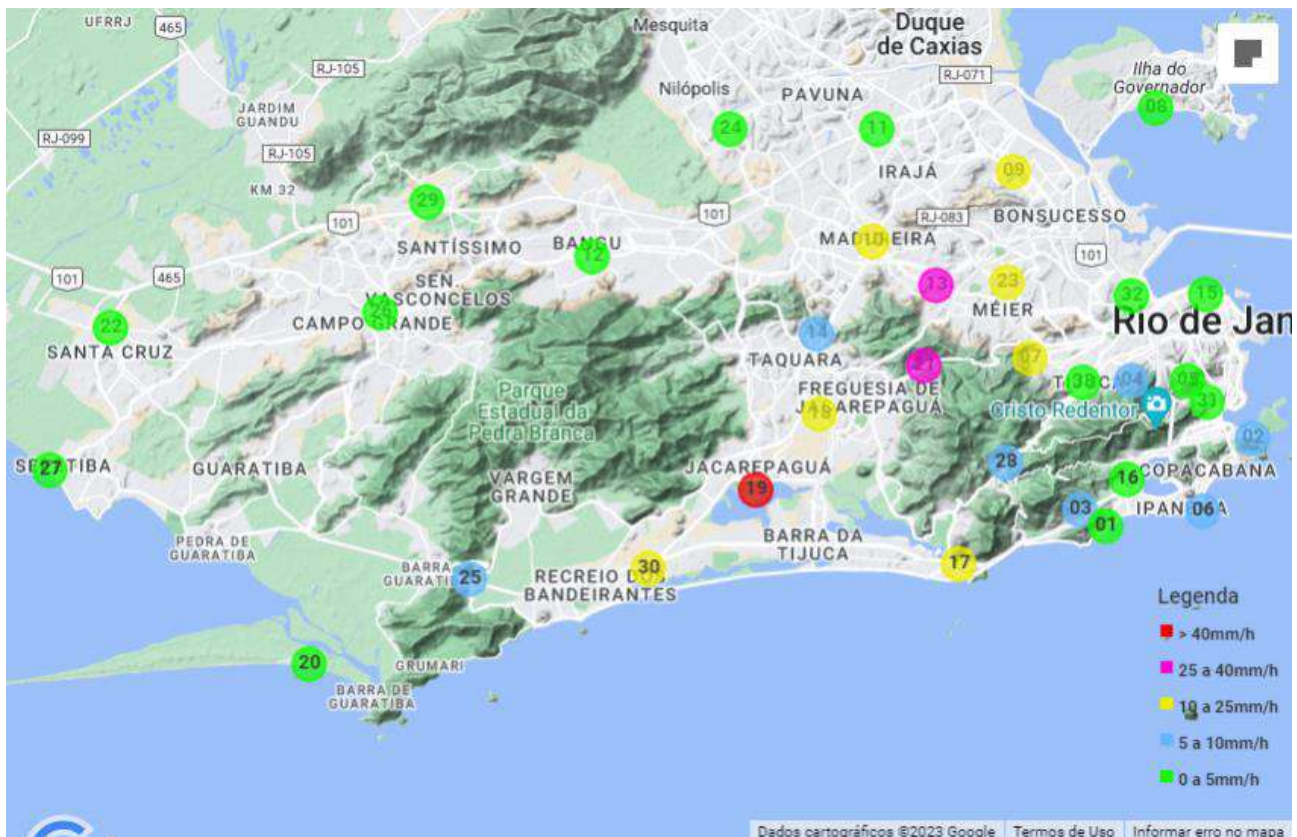 UFRRJ
465
Mesquita
Duque
de Caxias
RJ-105
RJ-071
Ilha do
Governador
Nilópolis
PAVUNA
JARDIM
GUANDU
08
24
11
RJ-099
RJ-105
IRAJÁ
09
KM 32
29
101
101
RJ-083
BONSUCESSO
SANTÍSSIMO
BANGU
MADUREIRA
10
12
101
101
465
SEN
VASCONCELOS
13
23
32
15
26
CAMPO GRANDE
MÉIER
22
14
Rio de Jan
SANTA CRUZ
TAQUARA
21
07
Parque
Estadual da
Pedra Branca
FREGUESIA DE
JACAREPAGUÁ
38
04
05
18
Cristo Redentor
31
02
27
GUARATIBA
VARGEM
GRANDE
JACAREPAGUÁ
28
COPACABANA
19
16
03
IPANEMA
06
01
PEDRA DE
GUARATIBA
BARRA DA
TIJUCA
25
RECREIO DOS
BANDEIRANTES
30
17
Legenda
> 40mm/h
20
GRUMARI
25 a 40mm/h
BARRA DE
GUARATIBA
10 a 25mm/h
5 a 10mm/h
0 a 5mm/h
Dados cartográficos ©2023 Google
Termos de Uso
Informar erro no mapa